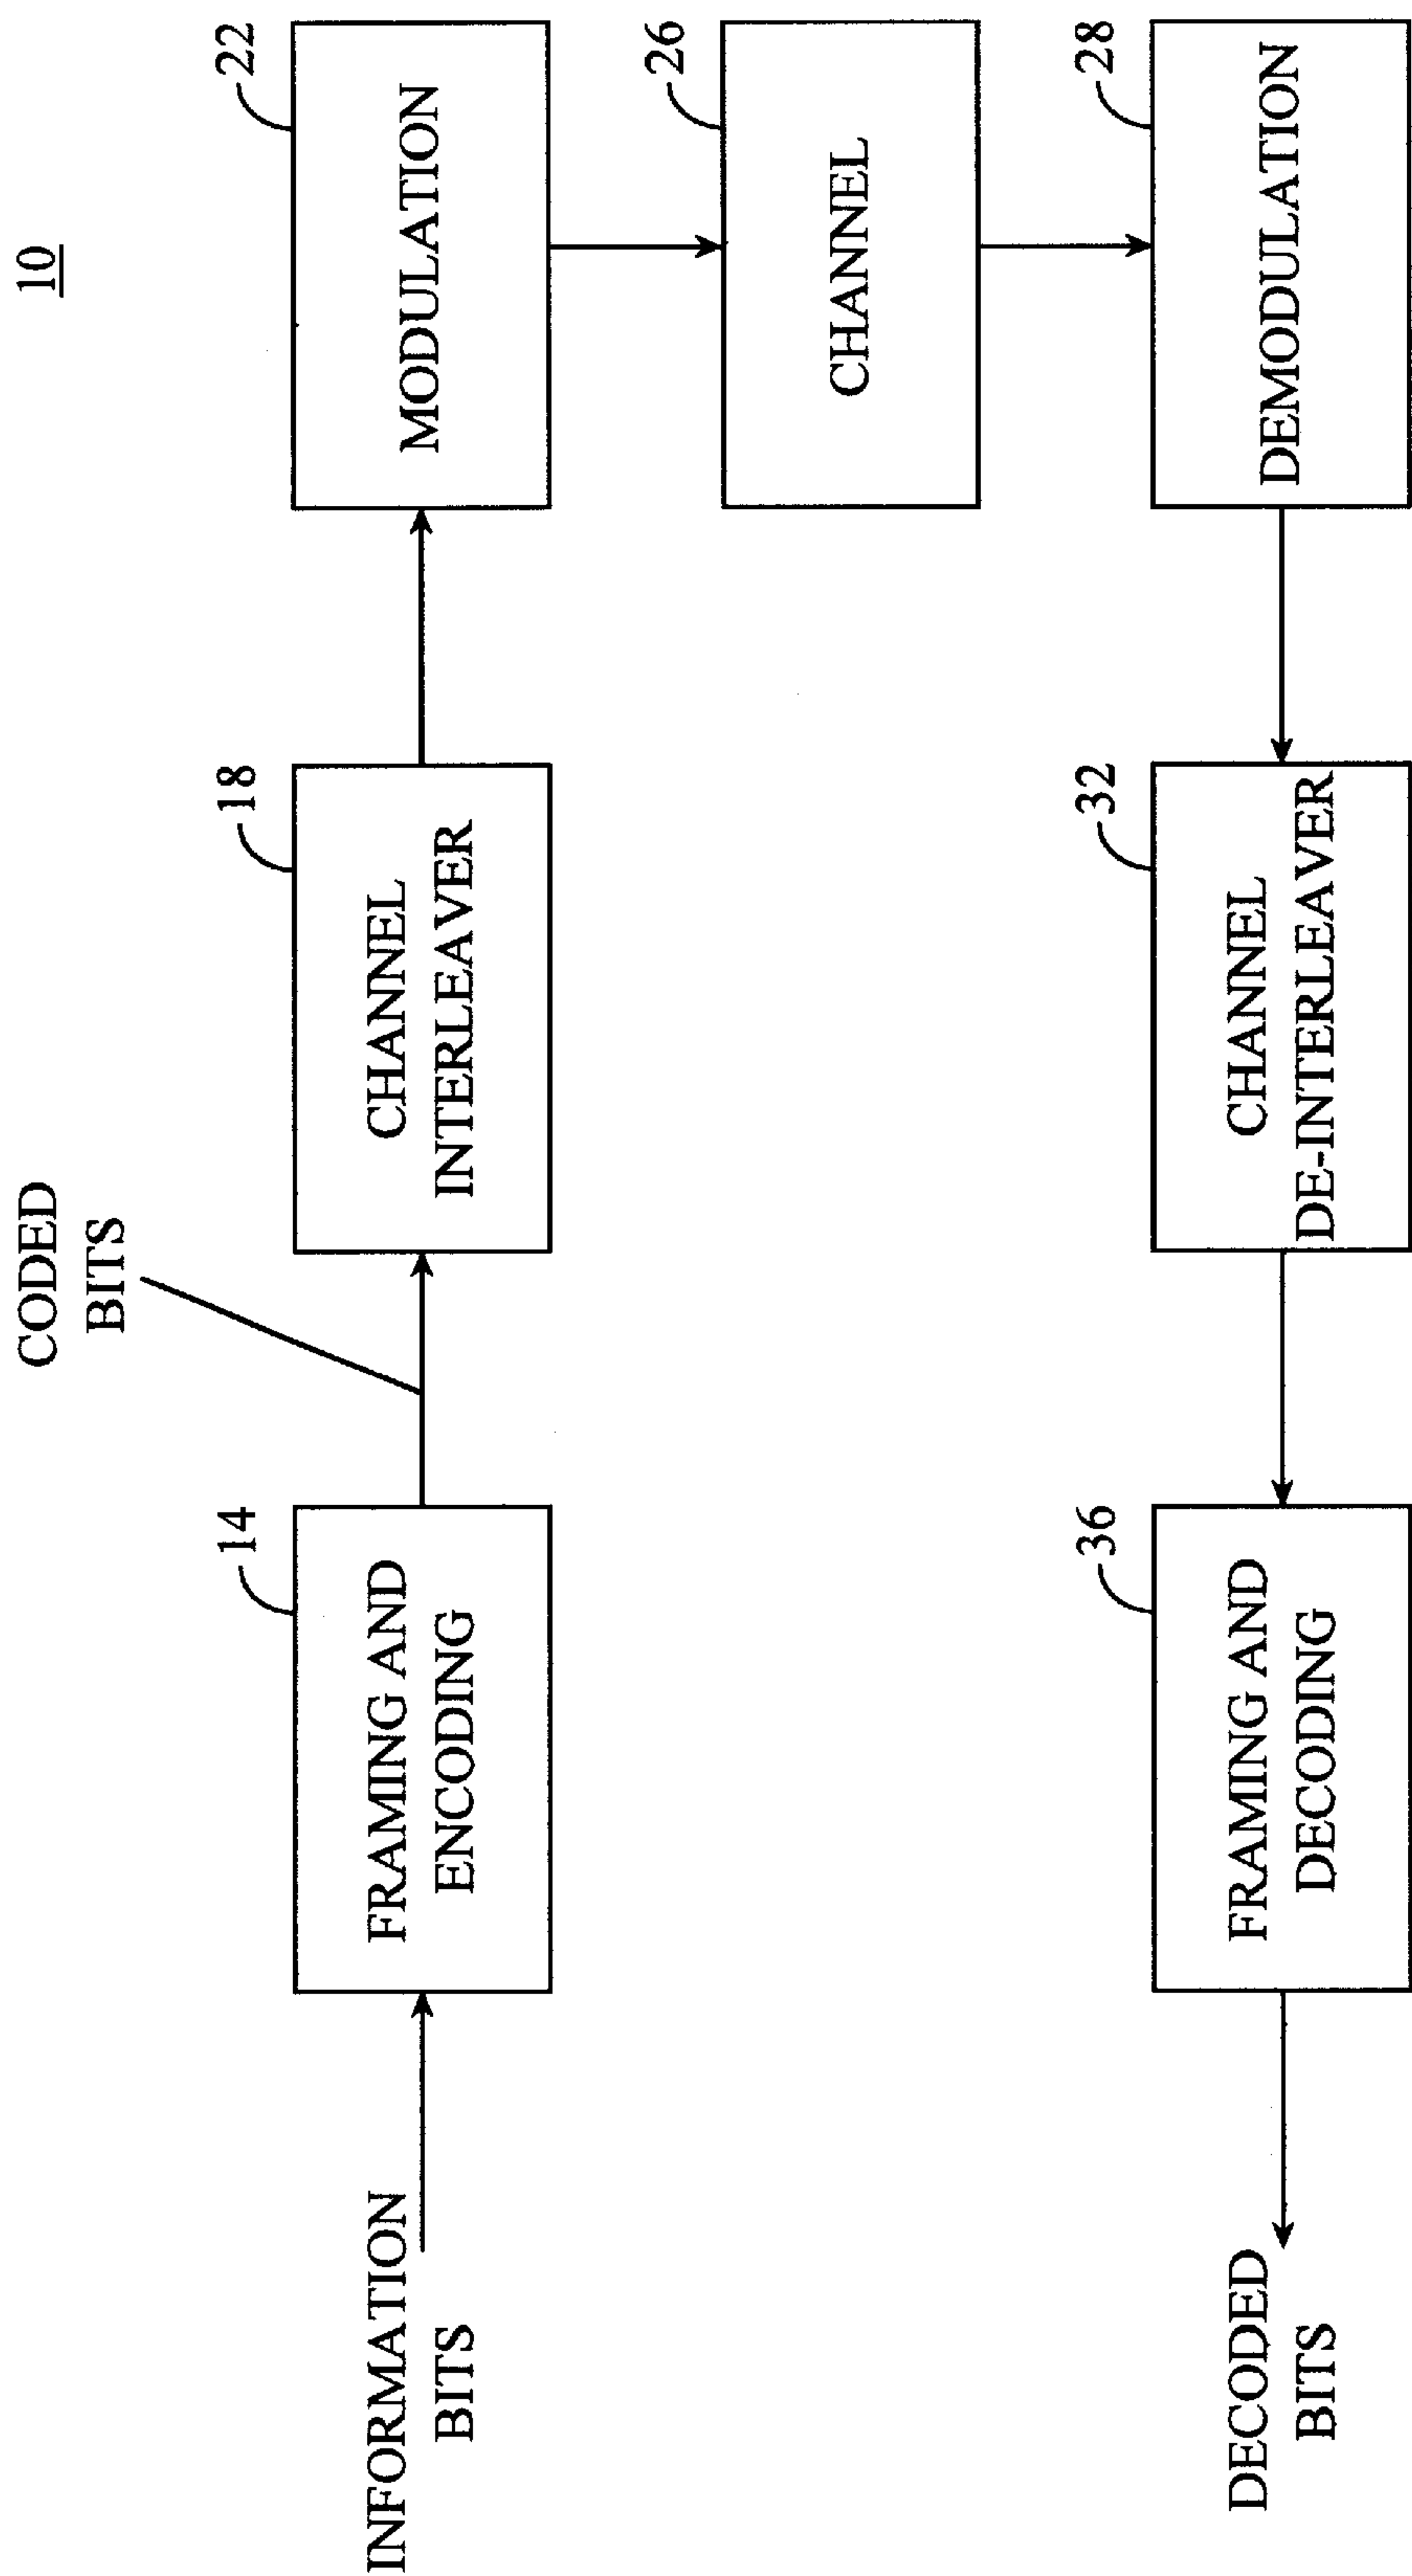 10
CODED
BITS
INFORMATION
BITS
14
FRAMING AND
ENCODING
18
CHANNEL
INTERLEAVER
22
MODULATION
26
CHANNEL
28
DEMODULATION
32
CHANNEL
DE-INTERLEAVER
36
FRAMING AND
DECODING
DECODED
BITS